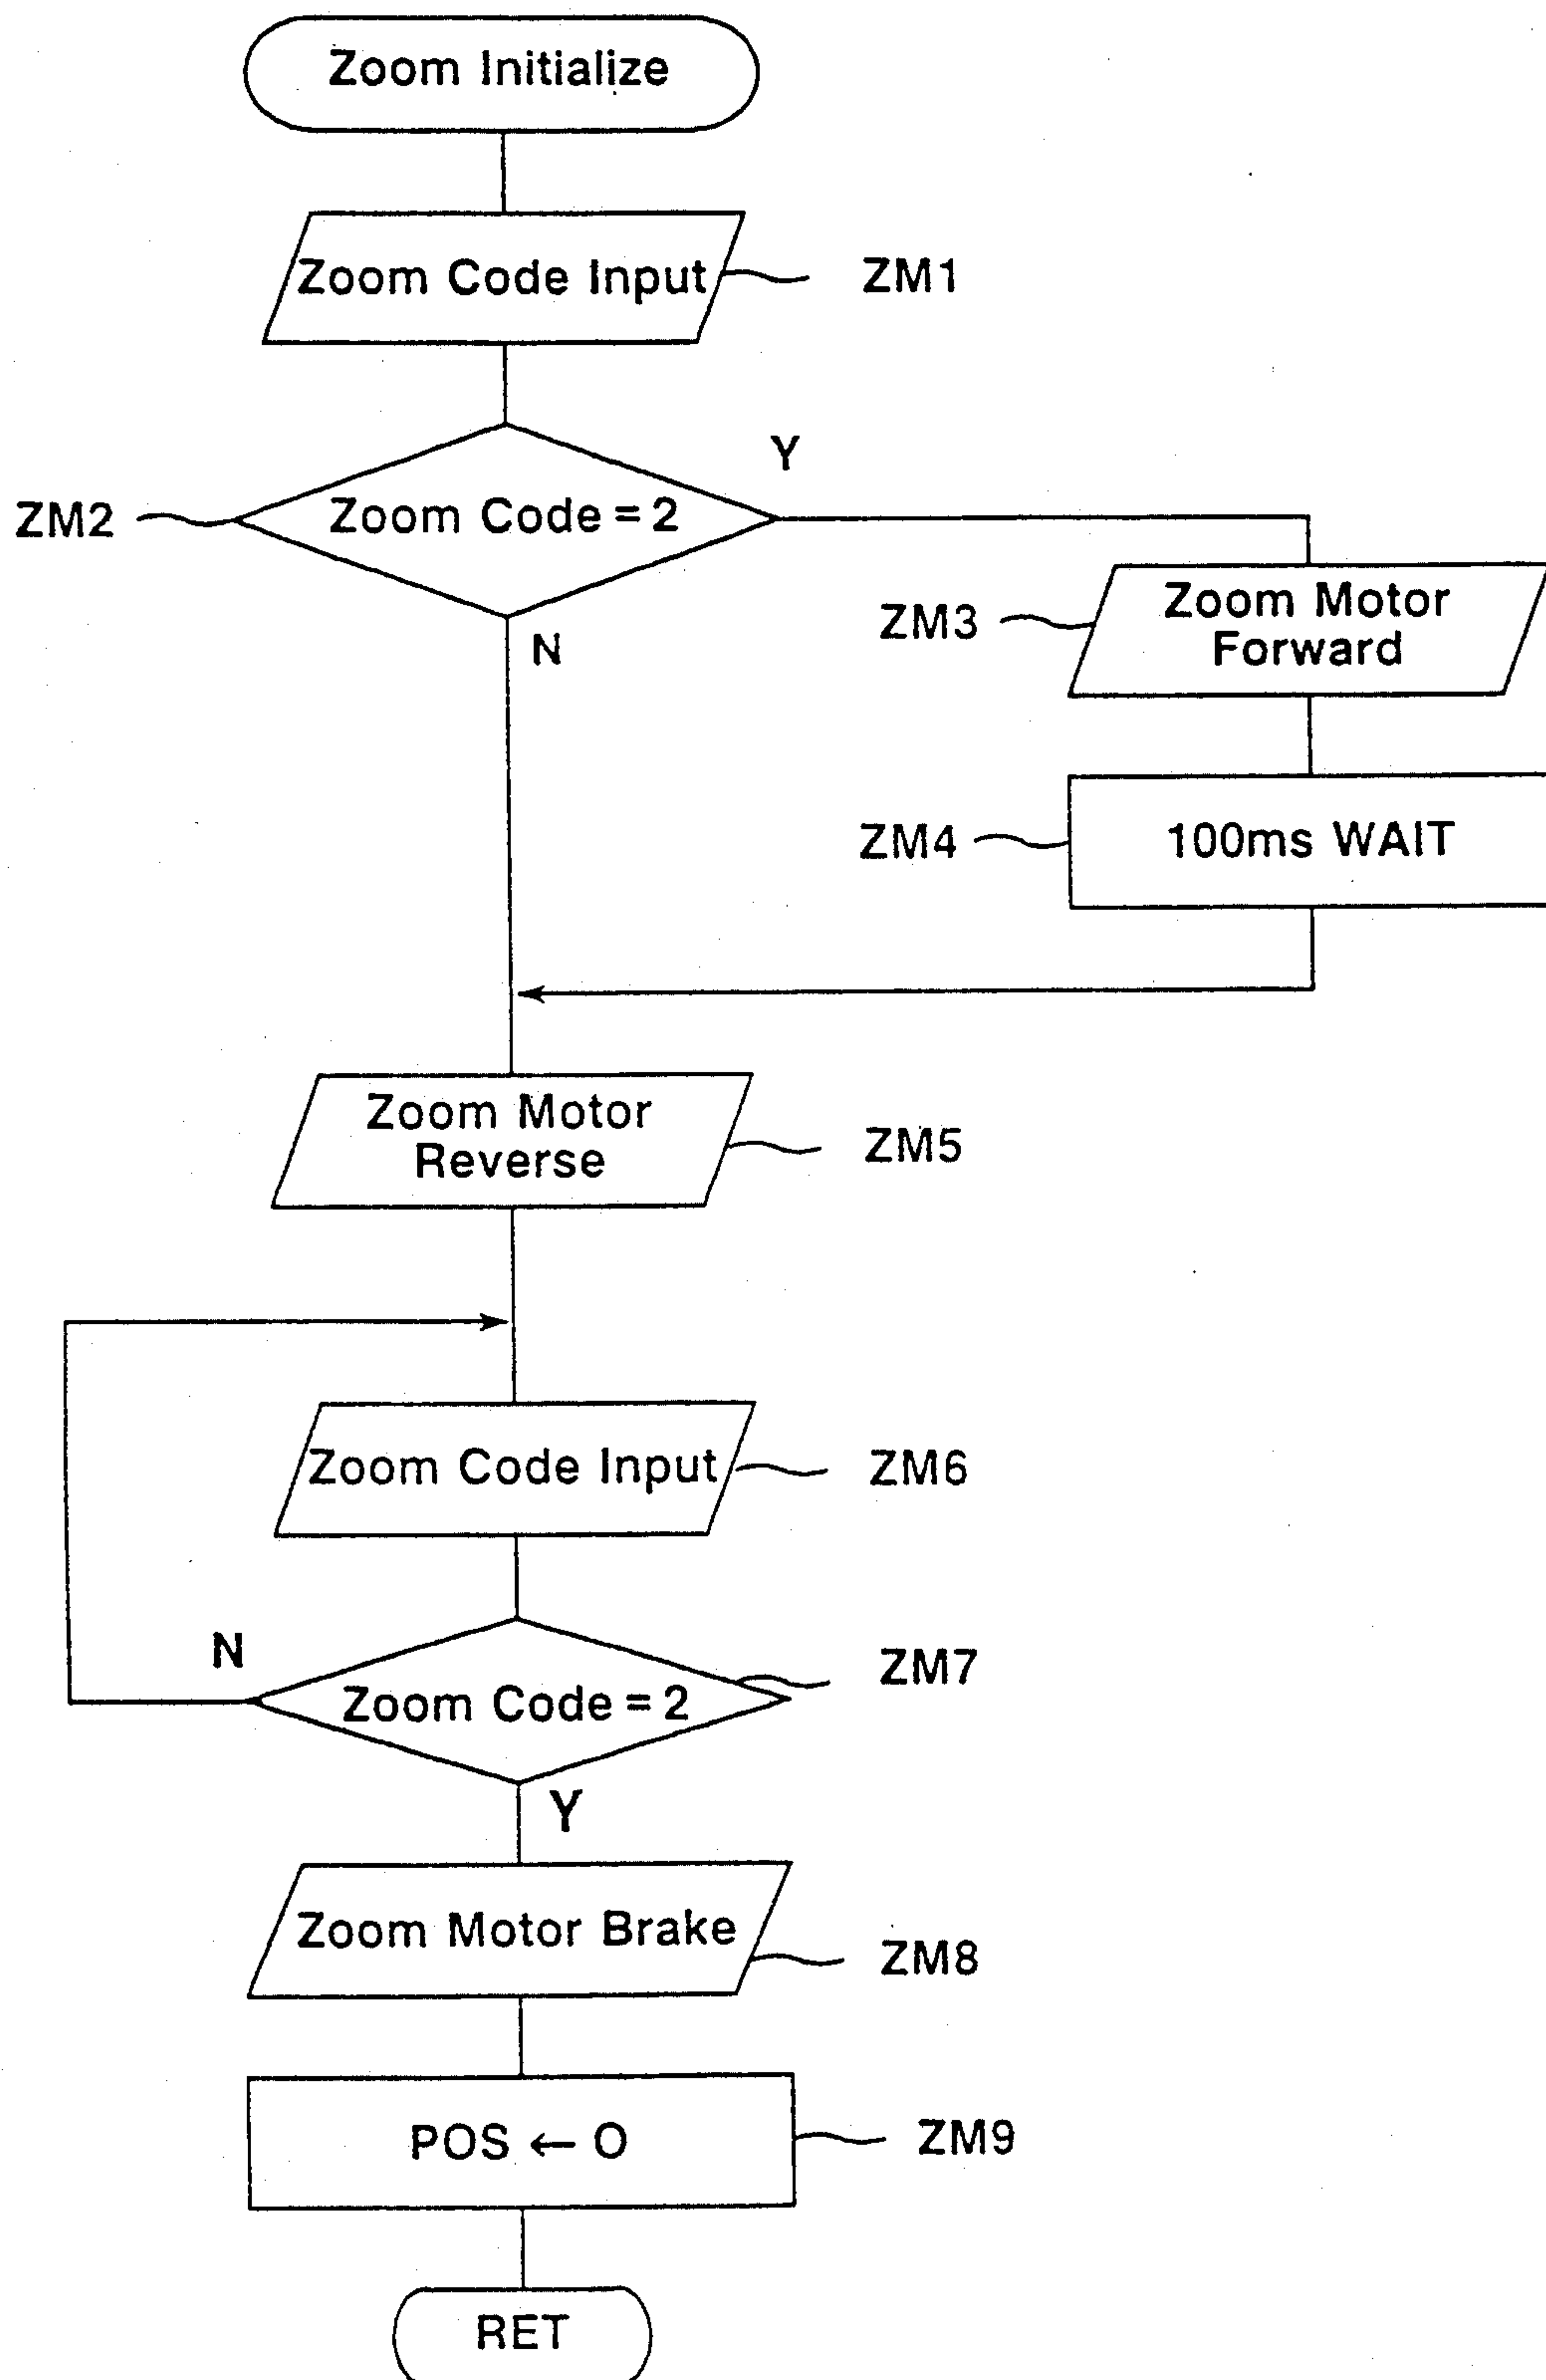 Zoom Initialize
Zoom Code Input
ZM1
Y
ZM2
Zoom Code = 2
N
ZM3
Zoom Motor
Forward
ZM4
100ms WAIT
Zoom Motor
Reverse
ZM5
Zoom Code Input
ZM6
N
Zoom Code = 2
ZM7
Y
Zoom Motor Brake
ZM8
POS ← O
ZM9
RET